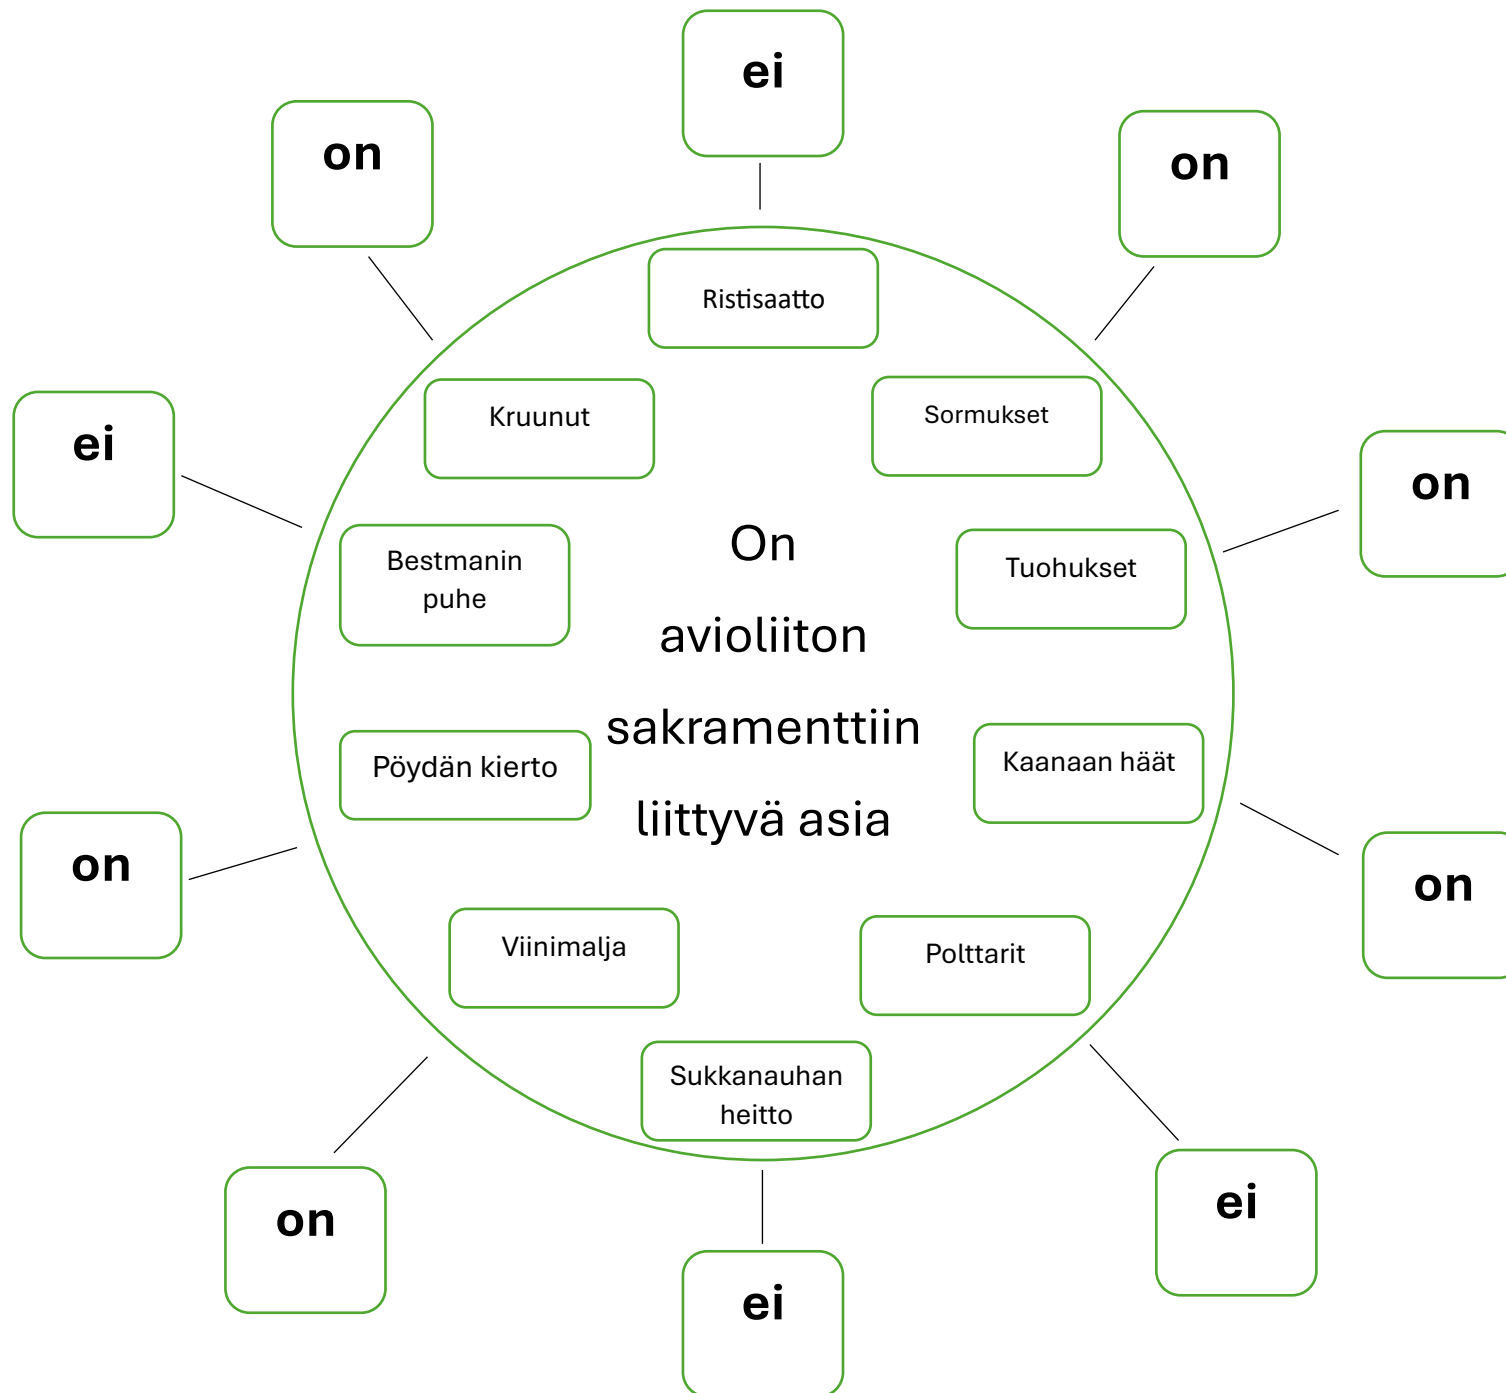 ei
on
on
Ristisaatto
Kruunut
Sormukset
ei
on
On
avioliiton
sakramenttiin
liittyvä asia
Bestmanin
puhe
Tuohukset
Pöydän kierto
Kaanaan häät
on
on
Viinimalja
Polttarit
Sukkanauhan
heitto
on
ei
ei